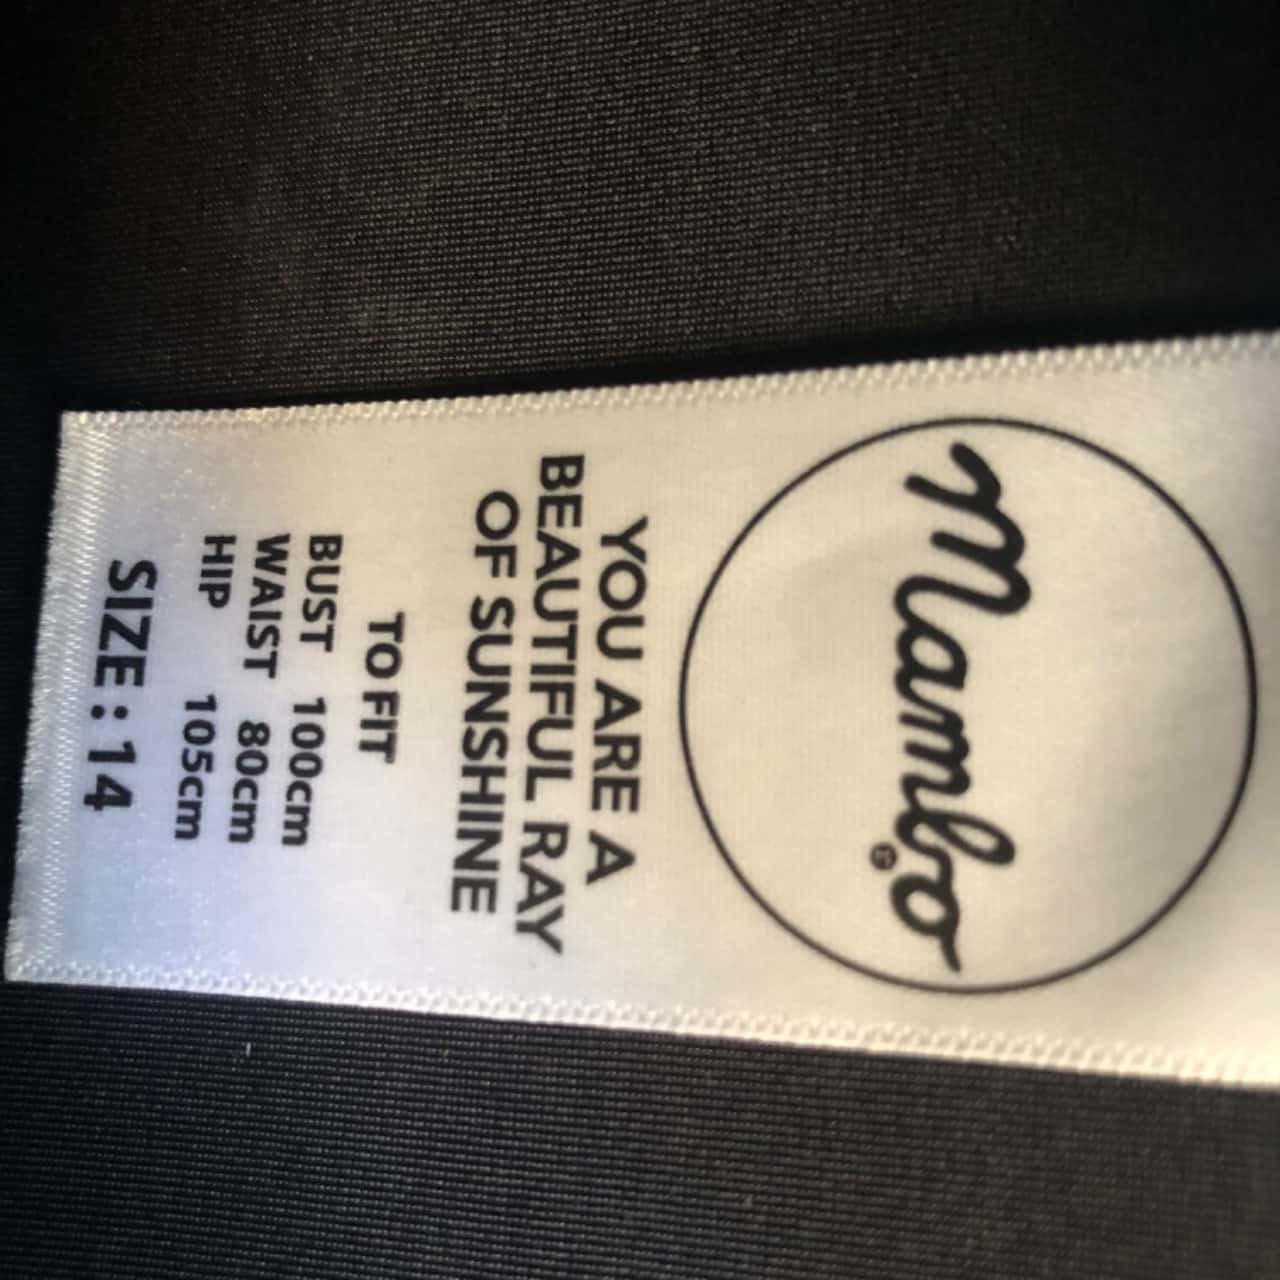 Mambo®
YOU ARE A
BEAUTIFUL RAY
OF SUNSHINE
TO FIT
BUST 100cm
WAIST 80cm
HIP 105cm
SIZE: 14